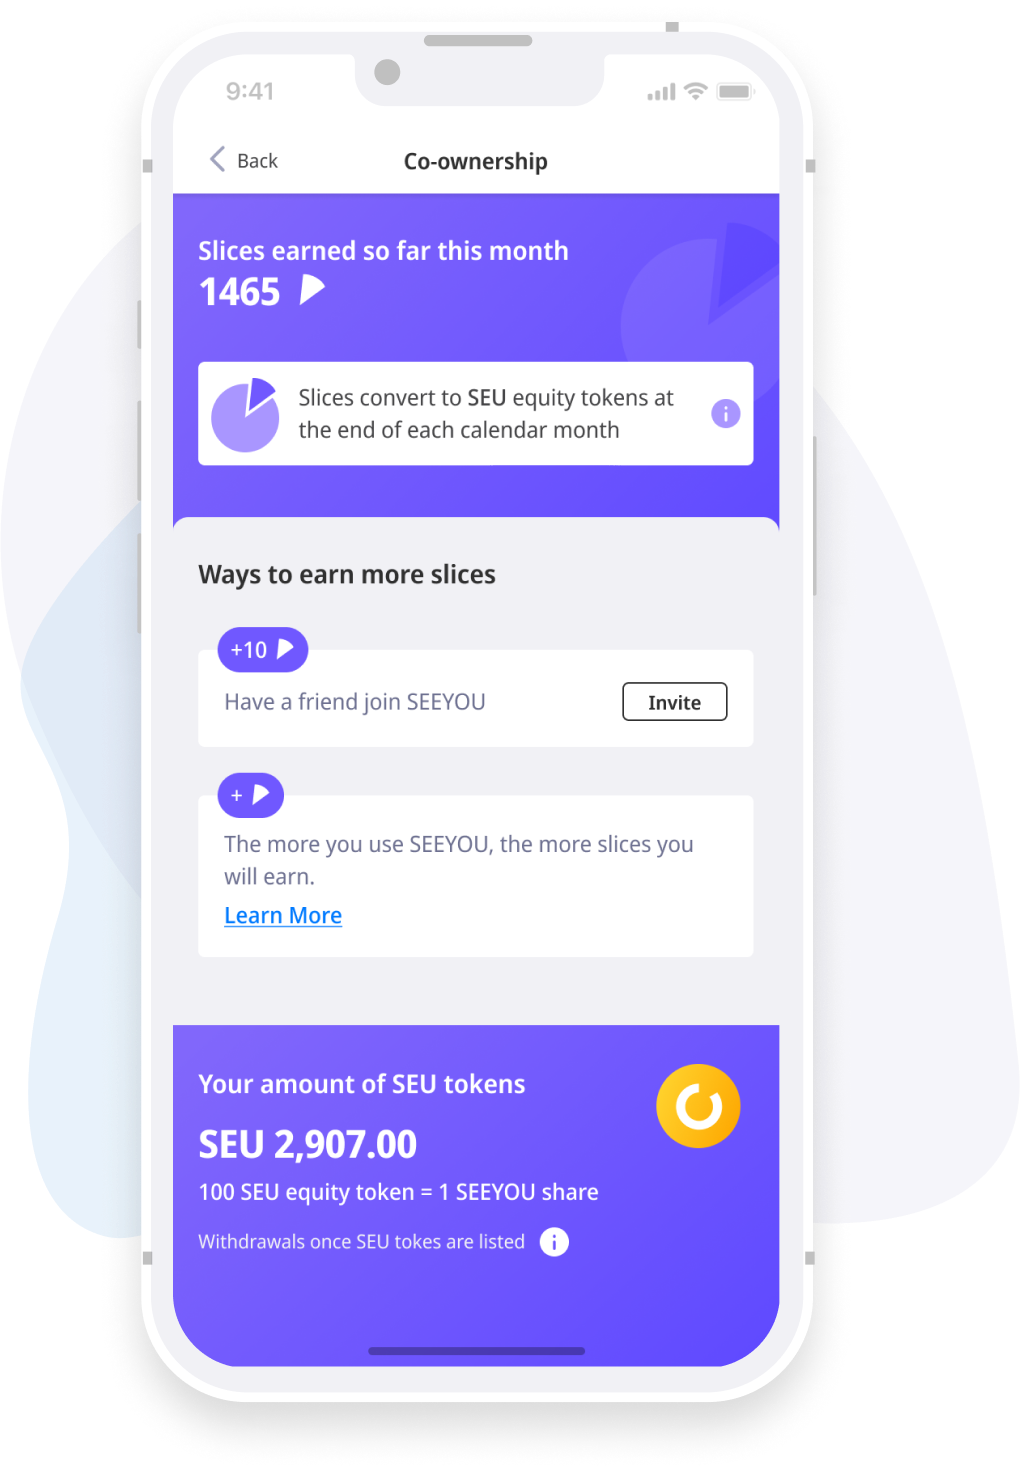 9:41
Back
Co-ownership
Slices earned so far this month
1465
Slices convert to SEU equity tokens at
the end of each calendar month
Ways to earn more slices
+10
Have a friend join SEEYOU
Invite
+
The more you use SEEYOU, the more slices you
will earn.
Learn More
Your amount of SEU tokens
SEU 2,907.00
100 SEU equity token = 1 SEEYOU share
Withdrawals once SEU tokes are listed